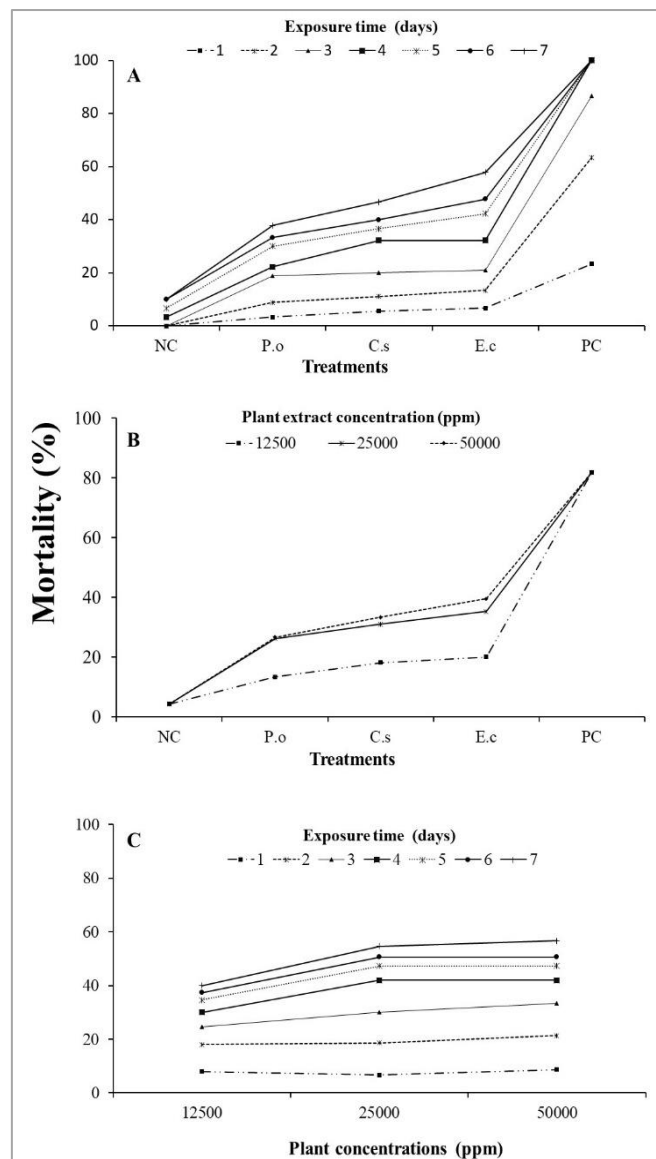 Exposure time (days)
1 2 3 4 5 6 7
A
100
80
60
40
20
0
NC P.o C.s E.c PC
Treatments
Mortality (%)
Plant extract concentration (ppm)
12500 25000 50000
B
100
80
60
40
20
0
NC P.o C.s E.c PC
Treatments
C
Exposure time (days)
1 2 3 4 5 6 7
100
80
60
40
20
0
12500 25000 50000
Plant concentrations (ppm)